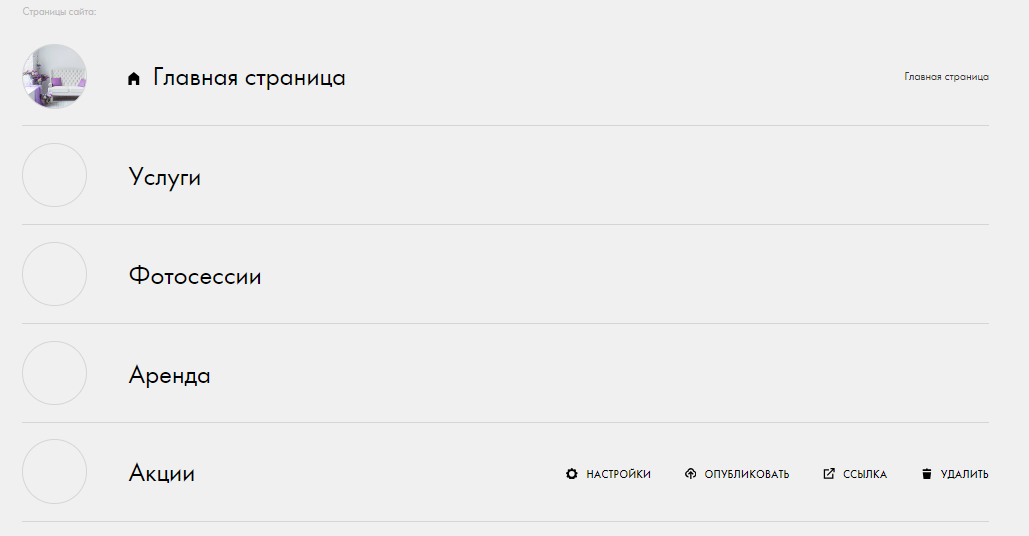 Страницы сайта:
Главная страница
Главная страница
Услуги
Фотосессии
Аренда
Акции
НАСТРОЙКИ ОПУБЛИКОВАТЬ ССЫЛКА УДАЛИТЬ